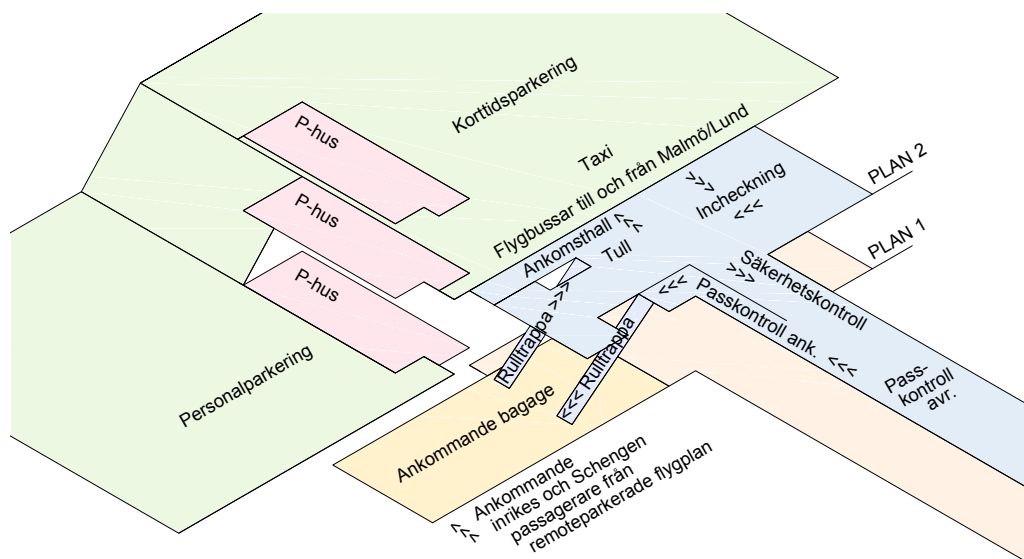 Korttidsparkering
P-hus
Taxi
Flygbussar till och från Malmö/Lund
PLAN 2
>>>
Incheckning
<<<
P-hus
Ankomsthall
>>>
Tull
PLAN 1
P-hus
Säkerhetskontroll
>>>
<<<
Passkontroll ank.
<<<
Rulltrappa >>>
<<< Rulltrappa
Pass-
kontroll
avr.
Personalparkering
Ankommande bagage
<<<
Ankommande
inrikes och Schengen
passagerare från
remoteparkerade flygplan